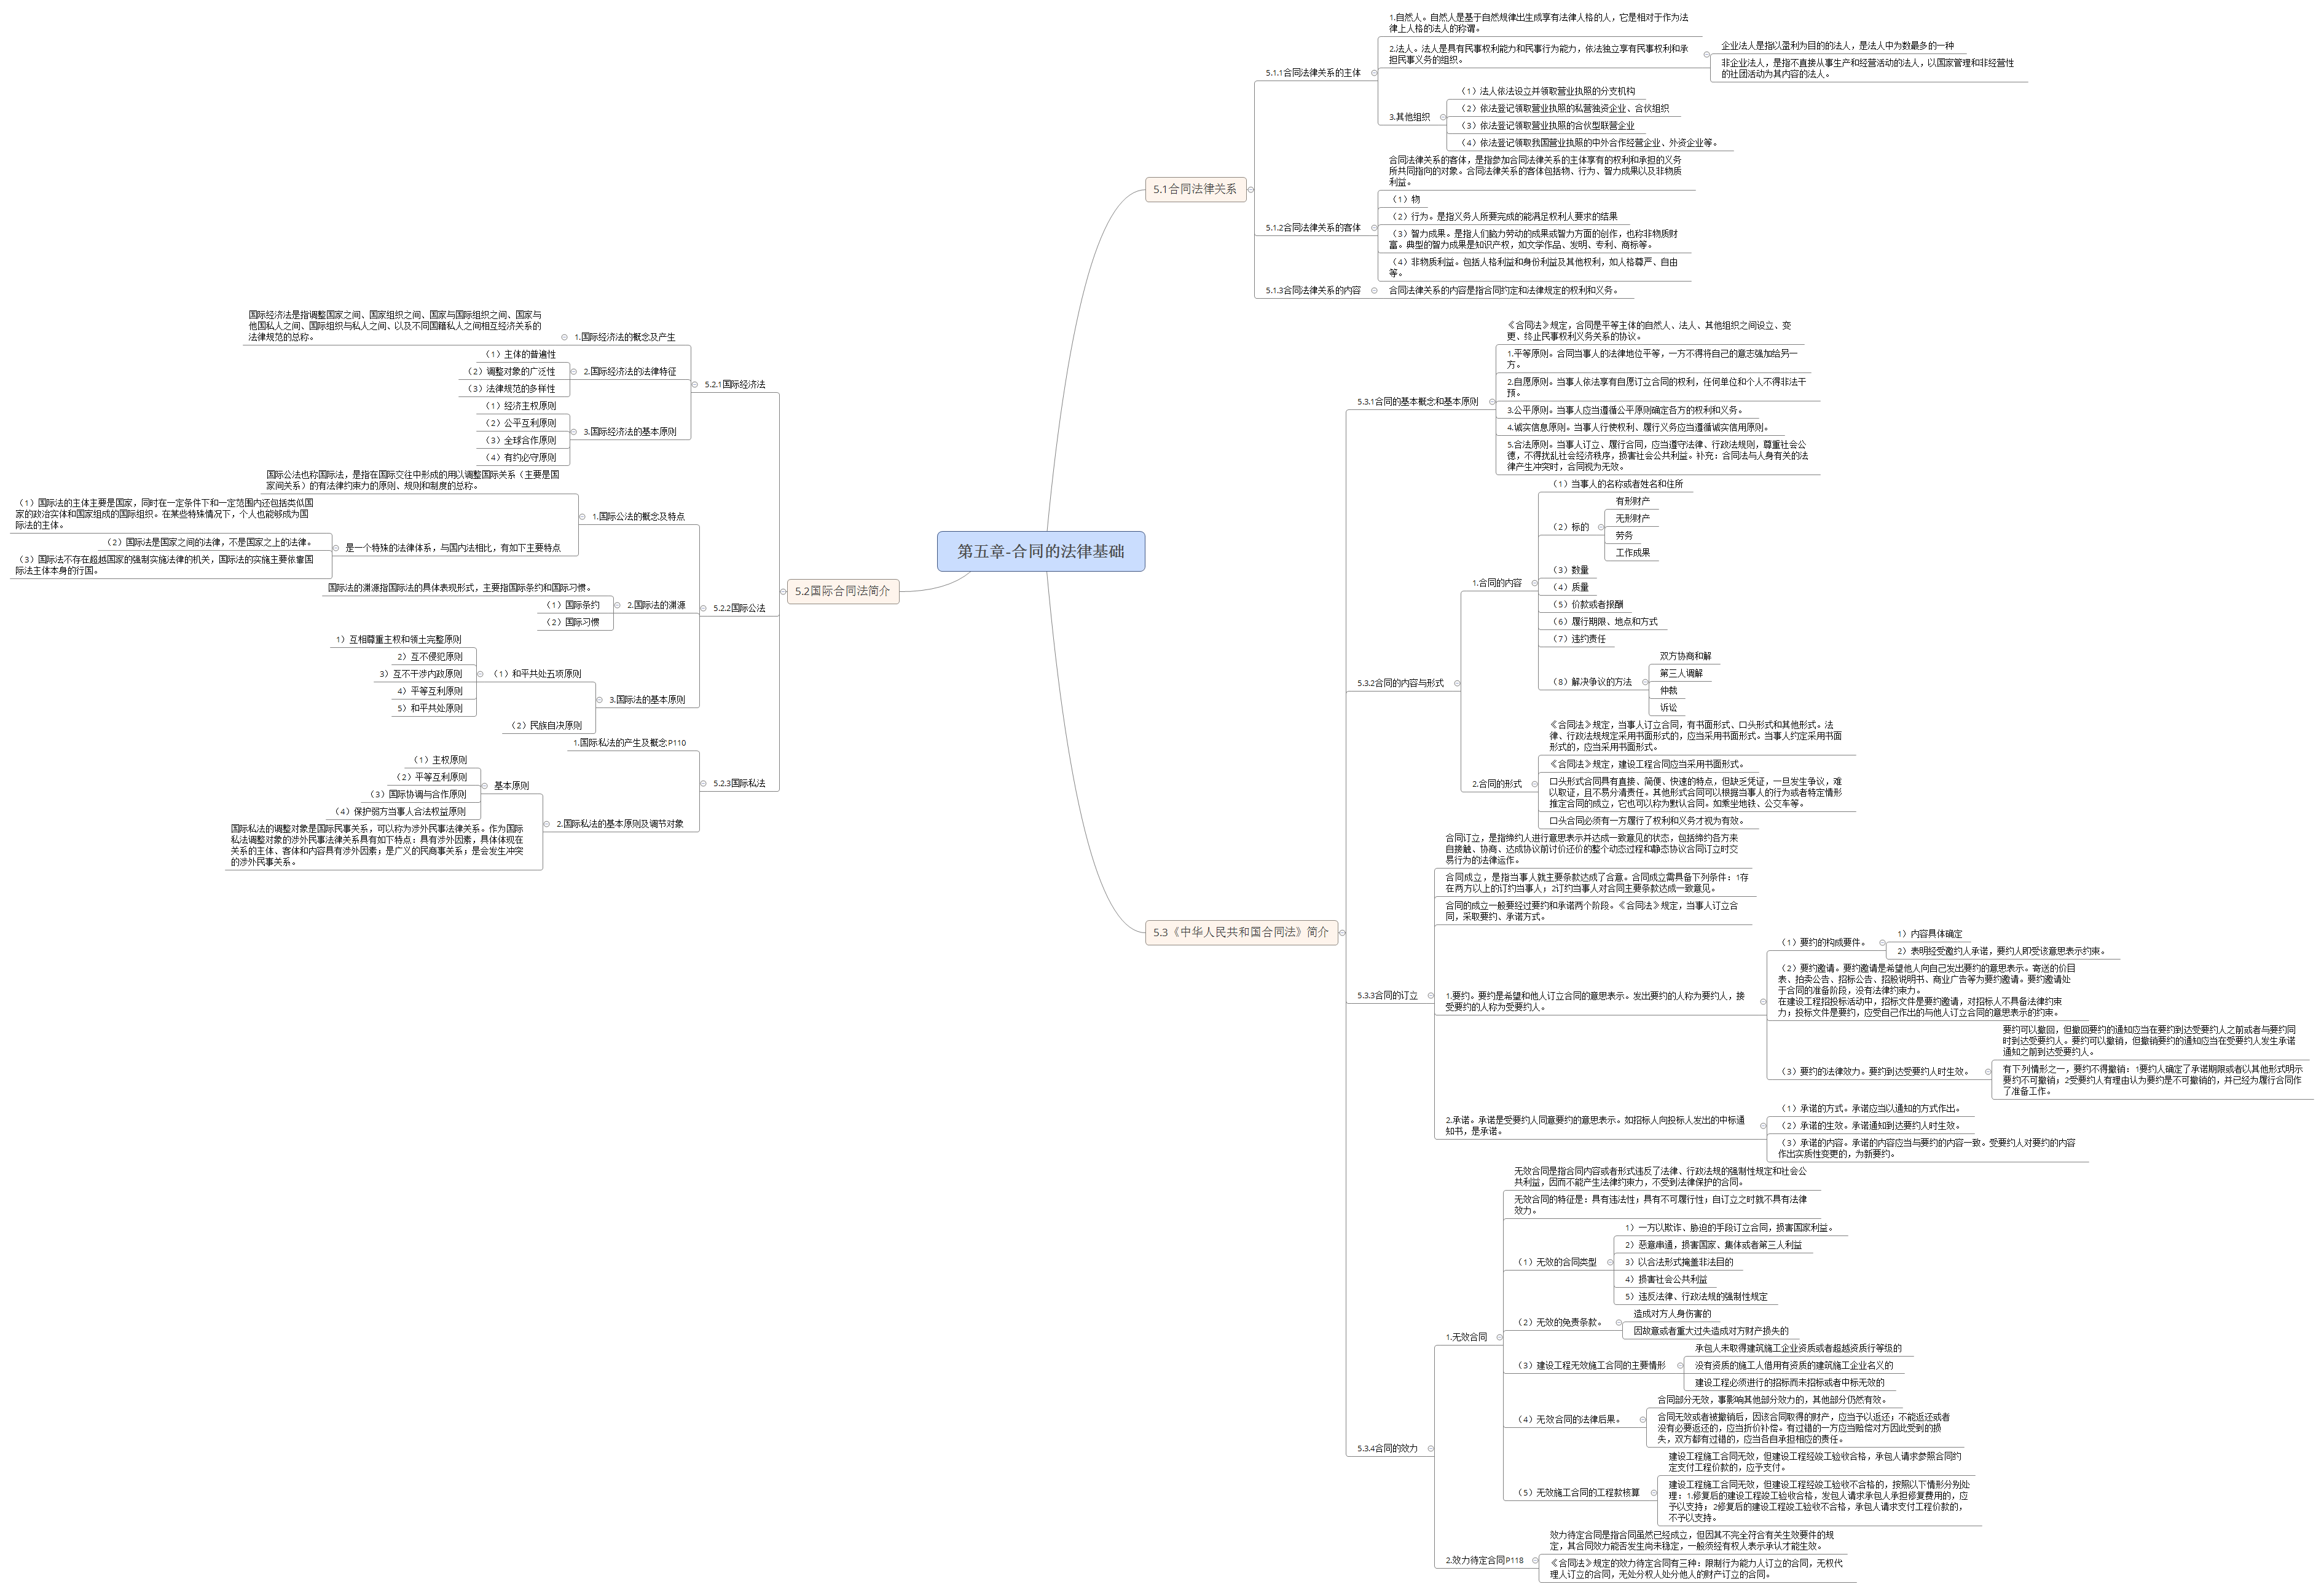 第五章-合同的法律基础
5.1合同法律关系
5.1.1合同法律关系的主体
1.自然人。自然人是基于自然规律出生成享有法律人格的人，它是相对于作为法
律上人格的法人的称谓。
2.法人。法人是具有民事权利能力和民事行为能力，依法独立享有民事权利和承
担民事义务的组织。
企业法人是指以盈利为目的的法人，是法人中为数最多的一种
非企业法人，是指不直接从事生产和经营活动的法人，以国家管理和非经营性
的社团活动为其内容的法人。
3.其他组织
（1）法人依法设立并领取营业执照的分支机构
（2）依法登记领取营业执照的私营独资企业、合伙组织
（3）依法登记领取营业执照的合伙型联营企业
（4）依法登记领取我国营业执照的中外合作经营企业、外资企业等。
5.1.2合同法律关系的客体
合同法律关系的客体，是指参加合同法律关系的主体享有的权利和承担的义务
所共同指向的对象。合同法律关系的客体包括物、行为、智力成果以及非物质
利益。
（1）物
（2）行为。是指义务人所要完成的能满足权利人要求的结果
（3）智力成果。是指人们脑力劳动的成果或智力方面的创作，也称非物质财
富。典型的智力成果是知识产权，如文学作品、发明、专利、商标等。
（4）非物质利益。包括人格利益和身份利益及其他权利，如人格尊严、自由
等。
5.1.3合同法律关系的内容
合同法律关系的内容是指合同约定和法律规定的权利和义务。
5.2国际合同法简介
5.2.1国际经济法
1.国际经济法的概念及产生
国际经济法是指调整国家之间、国家组织之间、国家与国际组织之间、国家与
他国私人之间、国际组织与私人之间、以及不同国籍私人之间相互经济关系的
法律规范的总称。
2.国际经济法的法律特征
（1）主体的普遍性
（2）调整对象的广泛性
（3）法律规范的多样性
3.国际经济法的基本原则
（1）经济主权原则
（2）公平互利原则
（3）全球合作原则
（4）有约必守原则
5.2.2国际公法
1.国际公法的概念及特点
国际公法也称国际法，是指在国际交往中形成的用以调整国际关系（主要是国
家间关系）的有法律约束力的原则、规则和制度的总称。
是一个特殊的法律体系，与国内法相比，有如下主要特点
（1）国际法的主体主要是国家，同时在一定条件下和一定范围内还包括类似国
家的政治实体和国家组成的国际组织。在某些特殊情况下，个人也能够成为国
际法的主体。
（2）国际法是国家之间的法律，不是国家之上的法律。
（3）国际法不存在超越国家的强制实施法律的机关，国际法的实施主要依靠国
际法主体本身的行国。
2.国际法的渊源
国际法的渊源指国际法的具体表现形式，主要指国际条约和国际习惯。
（1）国际条约
（2）国际习惯
3.国际法的基本原则
（1）和平共处五项原则
1）互相尊重主权和领土完整原则
2）互不侵犯原则
3）互不干涉内政原则
4）平等互利原则
5）和平共处原则
（2）民族自决原则
5.2.3国际私法
1.国际私法的产生及概念P110
2.国际私法的基本原则及调节对象
基本原则
（1）主权原则
（2）平等互利原则
（3）国际协调与合作原则
（4）保护弱方当事人合法权益原则
国际私法的调整对象是国际民事关系，可以称为涉外民事法律关系。作为国际
私法调整对象的涉外民事法律关系具有如下特点：具有涉外因素，具体体现在
关系的主体、客体和内容具有涉外因素；是广义的民商事关系；是会发生冲突
的涉外民事关系。
5.3《中华人民共和国合同法》简介
5.3.1合同的基本概念和基本原则
《合同法》规定，合同是平等主体的自然人、法人、其他组织之间设立、变
更、终止民事权利义务关系的协议。
1.平等原则。合同当事人的法律地位平等，一方不得将自己的意志强加给另一
方。
2.自愿原则。当事人依法享有自愿订立合同的权利，任何单位和个人不得非法干
预。
3.公平原则。当事人应当遵循公平原则确定各方的权利和义务。
4.诚实信息原则。当事人行使权利、履行义务应当遵循诚实信用原则。
5.合法原则。当事人订立、履行合同，应当遵守法律、行政法规则，尊重社会公
德，不得扰乱社会经济秩序，损害社会公共利益。补充：合同法与人身有关的法
律产生冲突时，合同视为无效。
5.3.2合同的内容与形式
1.合同的内容
（1）当事人的名称或者姓名和住所
（2）标的
有形财产
无形财产
劳务
工作成果
（3）数量
（4）质量
（5）价款或者报酬
（6）履行期限、地点和方式
（7）违约责任
（8）解决争议的方法
双方协商和解
第三人调解
仲裁
诉讼
2.合同的形式
《合同法》规定，当事人订立合同，有书面形式、口头形式和其他形式。法
律、行政法规规定采用书面形式的，应当采用书面形式。当事人约定采用书面
形式的，应当采用书面形式。
《合同法》规定，建设工程合同应当采用书面形式。
口头形式合同具有直接、简便、快速的特点，但缺乏凭证，一旦发生争议，难
以取证，且不易分清责任。其他形式合同可以根据当事人的行为或者特定情形
推定合同的成立，它也可以称为默认合同。如乘坐地铁、公交车等。
口头合同必须有一方履行了权利和义务才视为有效。
5.3.3合同的订立
合同订立，是指缔约人进行意思表示并达成一致意见的状态，包括缔约各方来
自接触、协商、达成协议前讨价还价的整个动态过程和静态协议合同订立时交
易行为的法律运作。
合同成立，是指当事人就主要条款达成了合意。合同成立需具备下列条件：1存
在两方以上的订约当事人；2订约当事人对合同主要条款达成一致意见。
合同的成立一般要经过要约和承诺两个阶段。《合同法》规定，当事人订立合
同，采取要约、承诺方式。
1.要约。要约是希望和他人订立合同的意思表示。发出要约的人称为要约人，接
受要约的人称为受要约人。
（1）要约的构成要件。
1）内容具体确定
2）表明经受邀约人承诺，要约人即受该意思表示约束。
（2）要约邀请。要约邀请是希望他人向自己发出要约的意思表示。寄送的价目
表、拍卖公告、招标公告、招股说明书、商业广告等为要约邀请。要约邀请处
于合同的准备阶段，没有法律约束力。
在建设工程招投标活动中，招标文件是要约邀请，对招标人不具备法律约束
力；投标文件是要约，应受自己作出的与他人订立合同的意思表示的约束。
（3）要约的法律效力。要约到达受要约人时生效。
要约可以撤回，但撤回要约的通知应当在要约到达受要约人之前或者与要约同
时到达受要约人。要约可以撤销，但撤销要约的通知应当在受要约人发生承诺
通知之前到达受要约人。
有下列情形之一，要约不得撤销：1要约人确定了承诺期限或者以其他形式明示
要约不可撤销；2受要约人有理由认为要约是不可撤销的，并已经为履行合同作
了准备工作。
2.承诺。承诺是受要约人同意要约的意思表示。如招标人向投标人发出的中标通
知书，是承诺。
（1）承诺的方式。承诺应当以通知的方式作出。
（2）承诺的生效。承诺通知到达要约人时生效。
（3）承诺的内容。承诺的内容应当与要约的内容一致。受要约人对要约的内容
作出实质性变更的，为新要约。
5.3.4合同的效力
1.无效合同
无效合同是指合同内容或者形式违反了法律、行政法规的强制性规定和社会公
共利益，因而不能产生法律约束力，不受到法律保护的合同。
无效合同的特征是：具有违法性；具有不可履行性；自订立之时就不具有法律
效力。
（1）无效的合同类型
1）一方以欺诈、胁迫的手段订立合同，损害国家利益。
2）恶意串通，损害国家、集体或者第三人利益
3）以合法形式掩盖非法目的
4）损害社会公共利益
5）违反法律、行政法规的强制性规定
（2）无效的免责条款。
造成对方人身伤害的
因故意或者重大过失造成对方财产损失的
（3）建设工程无效施工合同的主要情形
承包人未取得建筑施工企业资质或者超越资质行等级的
没有资质的施工人借用有资质的建筑施工企业名义的
建设工程必须进行的招标而未招标或者中标无效的
（4）无效合同的法律后果。
合同部分无效，事影响其他部分效力的，其他部分仍然有效。
合同无效或者被撤销后，因该合同取得的财产，应当予以返还；不能返还或者
没有必要返还的，应当折价补偿。有过错的一方应当赔偿对方因此受到的损
失，双方都有过错的，应当各自承担相应的责任。
（5）无效施工合同的工程款核算
建设工程施工合同无效，但建设工程经竣工验收合格，承包人请求参照合同约
定支付工程价款的，应予支付。
建设工程施工合同无效，但建设工程经竣工验收不合格的，按照以下情形分别处
理：1.修复后的建设工程竣工验收合格，发包人请求承包人承担修复费用的，应
予以支持；2修复后的建设工程竣工验收不合格，承包人请求支付工程价款的，
不予以支持。
2.效力待定合同P118
效力待定合同是指合同虽然已经成立，但因其不完全符合有关生效要件的规
定，其合同效力能否发生尚未稳定，一般须经有权人表示承认才能生效。
《合同法》规定的效力待定合同有三种：限制行为能力人订立的合同，无权代
理人订立的合同，无处分权人处分他人的财产订立的合同。